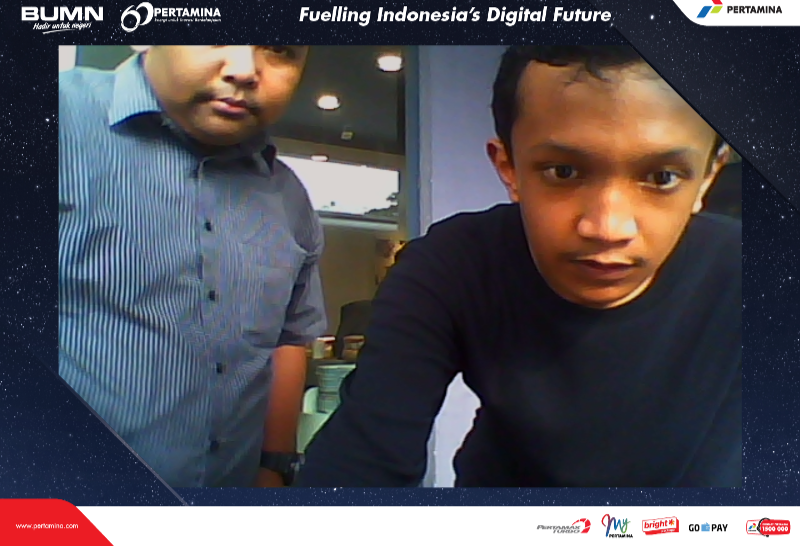 BUMN
Hadir untuk negeri
60 PERTAMINA
Fuelling Indonesia's Digital Future
PERTAMINA
www.pertamina.com
PERTAMAX
TURBO
My
PERTAMINA
bright
GO PAY
1500 000